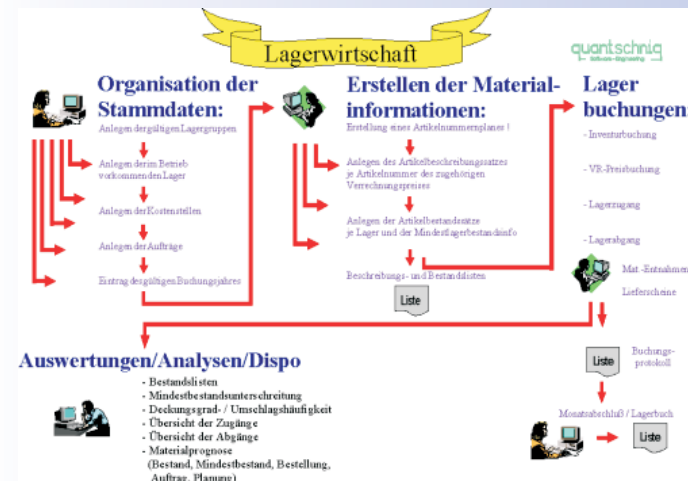 Lagerwirtschaft
quantschnig
Software-Engineering
Organisation der
Stammdaten:
Anlegen der gültigen Lagergruppen
Anlegen der im Betrieb
vorkommenden Lager
Anlegen der Kostenstellen
Anlegen der Aufträge
Eintrag des gültigen Buchungsjahres
Erstellen der Material-
informationen:
Erstellung eines Artikelnummernplanes !
Anlegen des Artikelbeschreibungssatzes
je Artikelnummer des zugehörigen
Verrechnungspreises
Anlegen der Artikelbestandssätze
je Lager und der Mindestlagerbestandsinfo
Beschreibungs- und Bestandslisten
Liste
Lager
buchungen:
- Inventurbuchung
- VR-Preisbuchung
- Lagerzugang
- Lagerabgang
Mat.-Entnahmen
Lieferscheine
Liste
Buchungs-
protokoll
Monatsabschluß / Lagerbuch
Liste
Auswertungen/Analysen/Dispo
- Bestandslisten
- Mindestbestandsunterschreitung
- Deckungsgrad- / Umschlagshäufigkeit
- Übersicht der Zugänge
- Übersicht der Abgänge
- Materialprognose
(Bestand, Mindestbestand, Bestellung,
Auftrag, Planung)